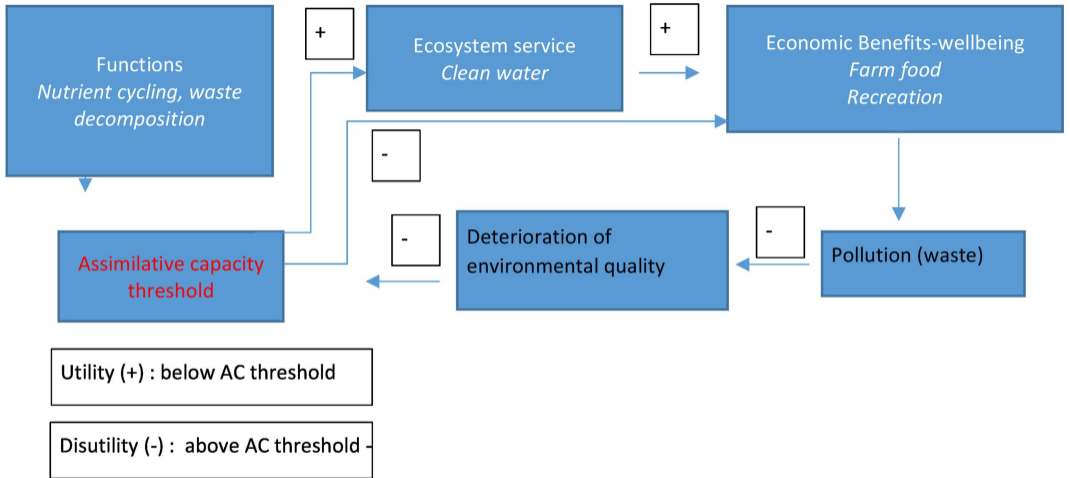 Functions
Nutrient cycling, waste
decomposition
+
Ecosystem service
Clean water
+
Economic Benefits-wellbeing
Farm food
Recreation
-
Assimilative capacity
threshold
-
Deterioration of
environmental quality
-
Pollution (waste)
Utility (+) : below AC threshold
Disutility (-) :  above AC threshold -